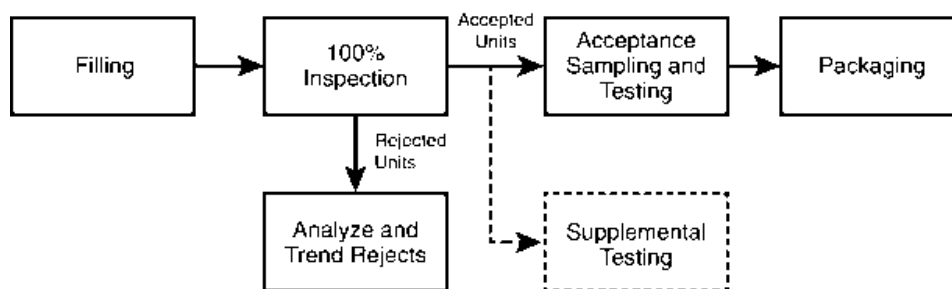 Filling
100%
Inspection
Accepted
Units
Acceptance
Sampling and
Testing
Packaging
Rejected
Units
Analyze and
Trend Rejects
Supplemental
Testing